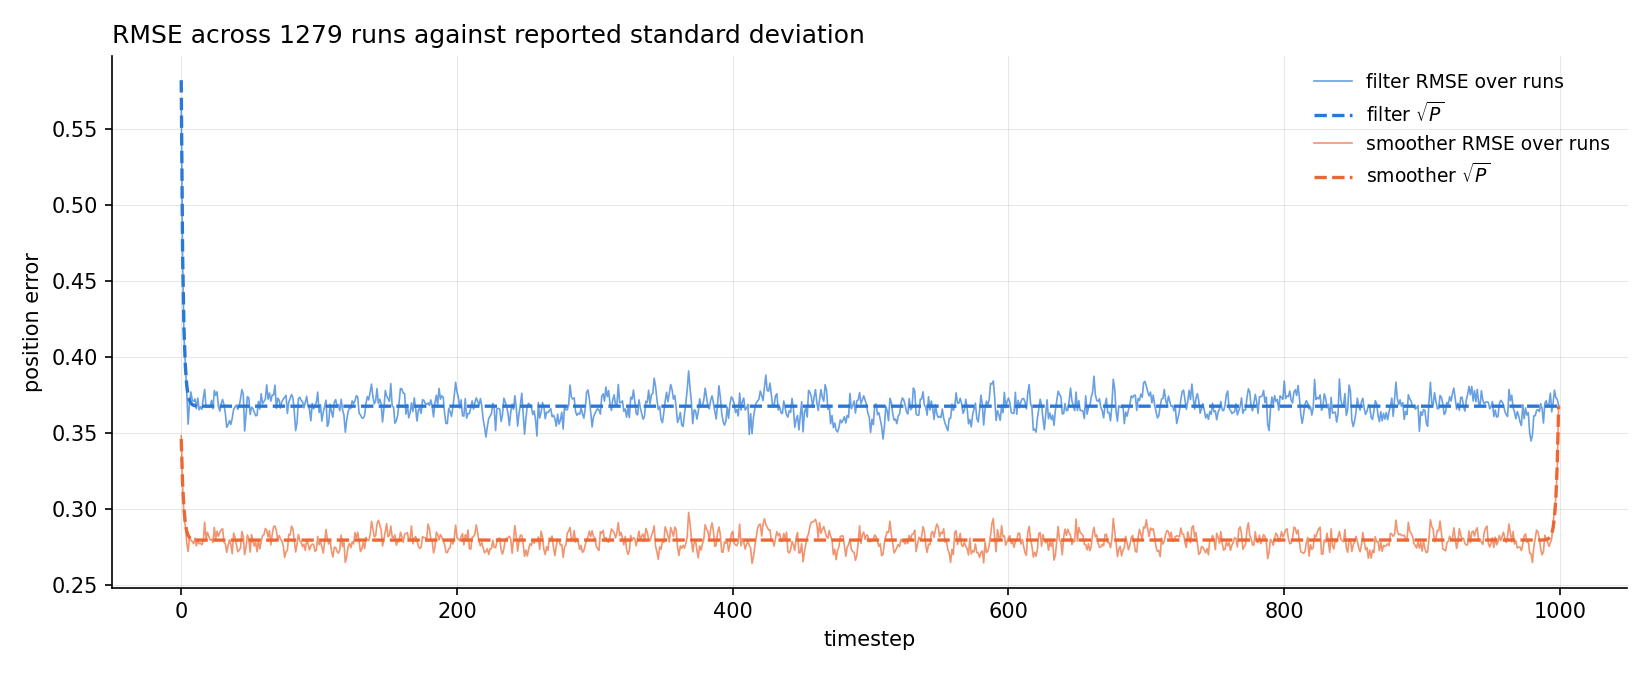 RMSE across 1279 runs against reported standard deviation
filter RMSE over runs
filter √P
smoother RMSE over runs
smoother √P
position error
0.55
0.50
0.45
0.40
0.35
0.30
0.25
0
200
400
600
800
1000
timestep